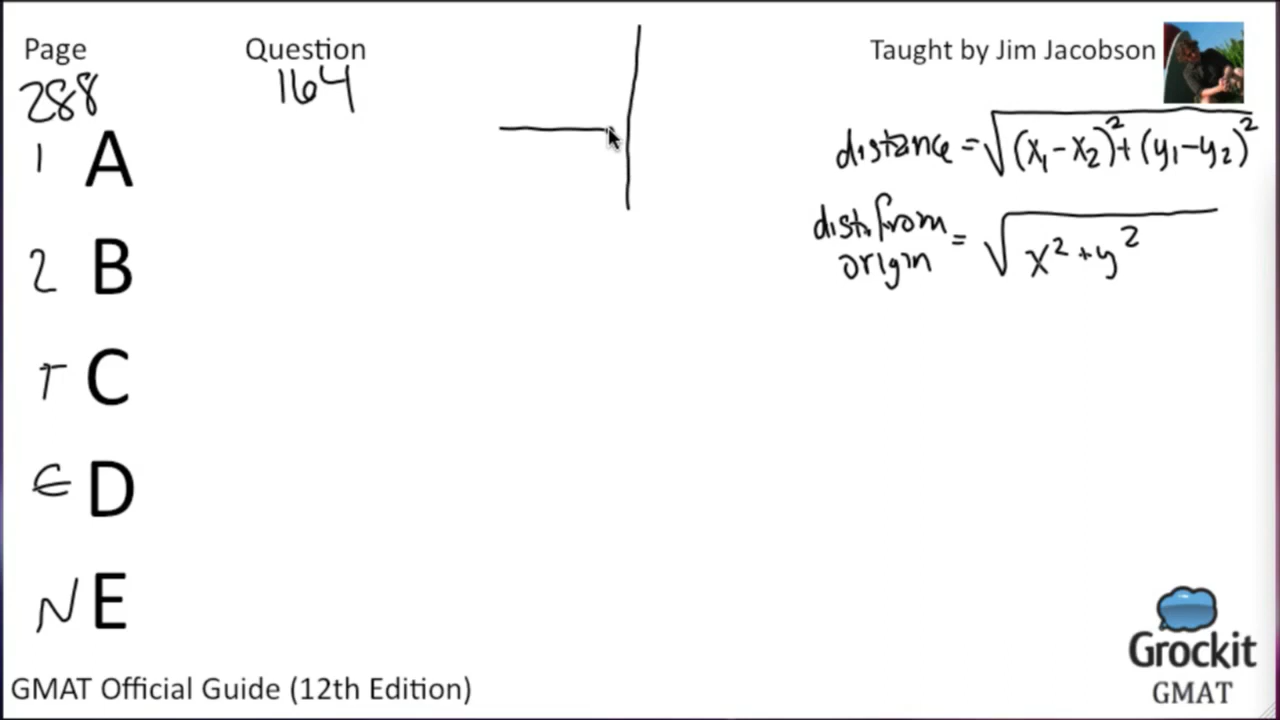 Page Question Taught by Jim Jacobson
288 164
distance = √(x₁-x₂)²+(y₁-y₂)²
1 A
dist. from origin = √x²+y²
2 B
T C
E D
N E
Grockit
GMAT
GMAT Official Guide (12th Edition)